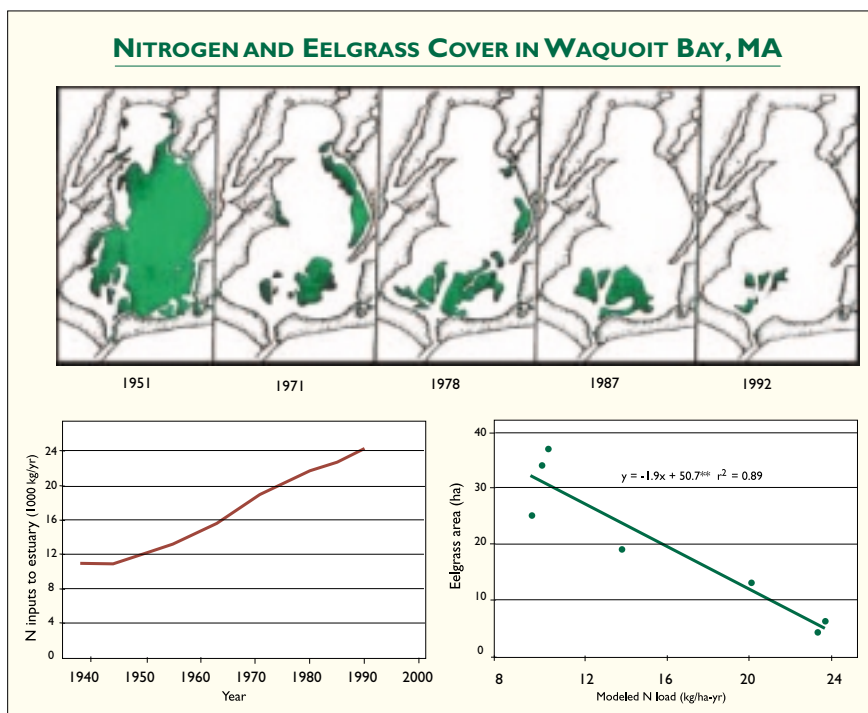 NITROGEN AND EELGRASS COVER IN WAQUOIT BAY, MA
1951 1971 1978 1987 1992
N inputs to estuary (1000 kg/yr)
24
20
16
12
8
4
0
1940 1950 1960 1970 1980 1990 2000
Year
Eelgrass area (ha)
40
30
20
10
0
y = -1.9x + 50.7** r² = 0.89
8 12 16 20 24
Modeled N load (kg/ha-yr)